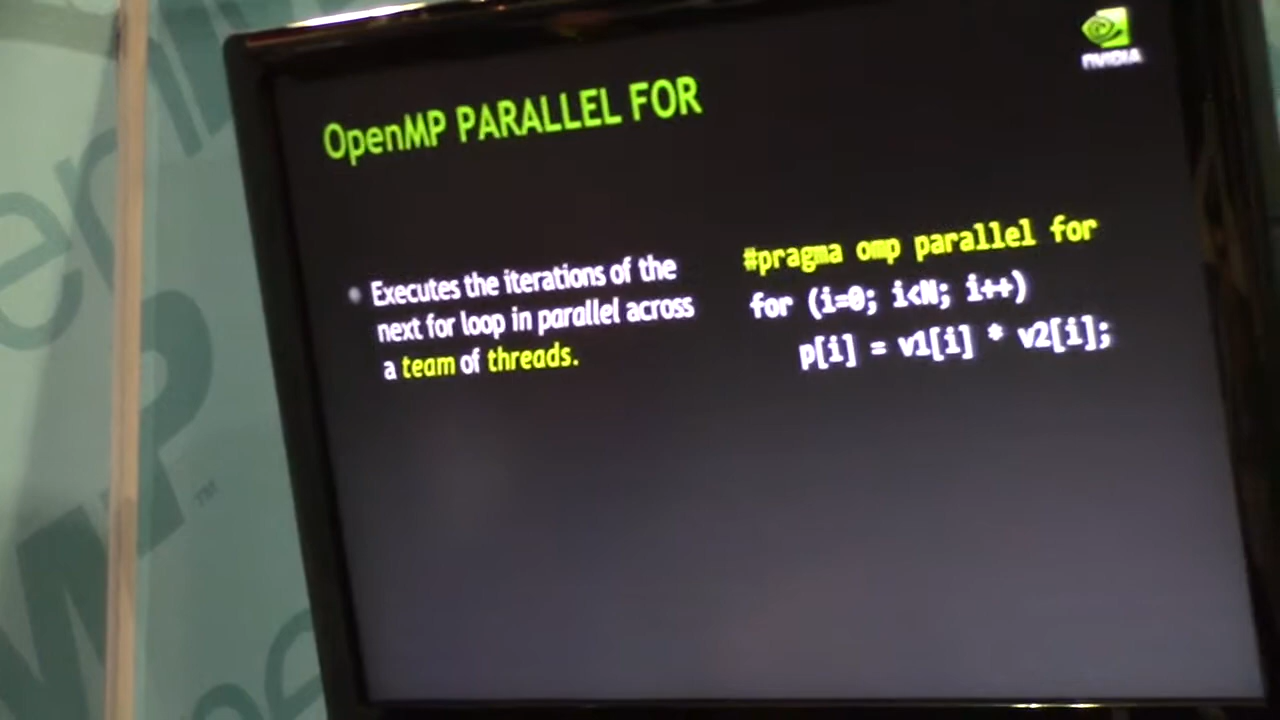 NVIDIA
OpenMP PARALLEL FOR
Executes the iterations of the
next for loop in parallel across
a team of threads.
#pragma omp parallel for
for (i=0; i<N; i++)
p[i] = v1[i] * v2[i];
TM